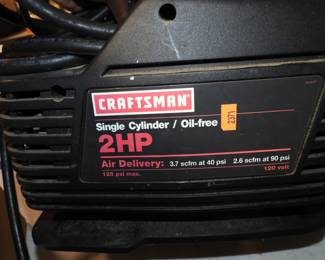 CRAFTSMAN
Single Cylinder / Oil-free
2371
2HP
Air Delivery: 3.7 scfm at 40 psi 2.6 scfm at 90 psi
125 psi max. 120 volt